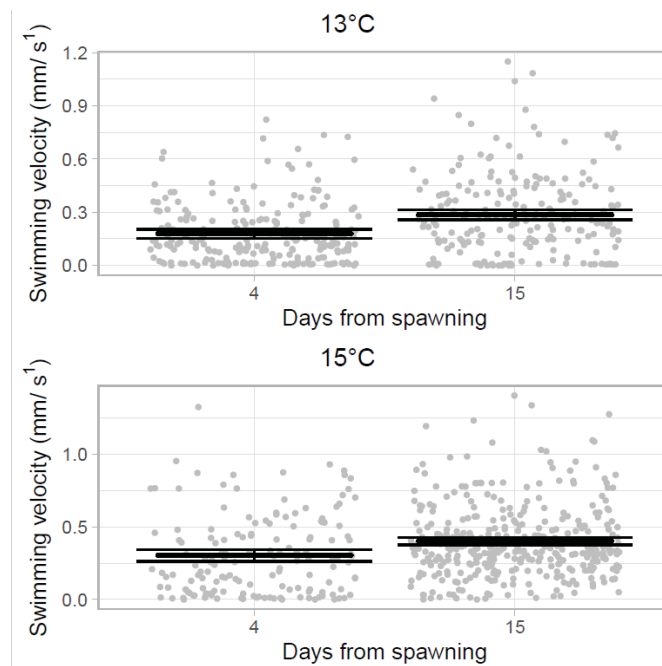 13°C
Swimming velocity (mm/ s¹)
1.2
0.9
0.6
0.3
0.0
4
15
Days from spawning
15°C
Swimming velocity (mm/ s¹)
1.0
0.5
0.0
4
15
Days from spawning